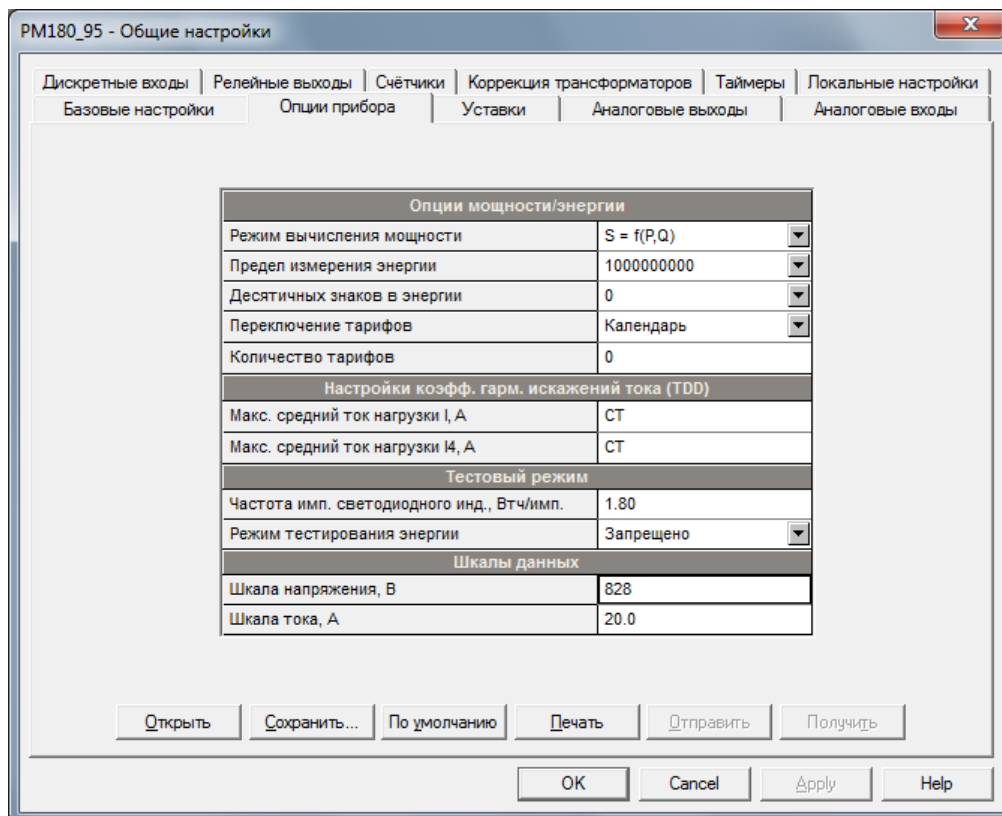 PM180_95 - Общие настройки
Дискретные входы Релейные выходы Счётчики Коррекция трансформаторов Таймеры Локальные настройки
Базовые настройки Опции прибора Уставки Аналоговые выходы Аналоговые входы
Опции мощности/энергии
Режим вычисления мощности S = f(P,Q)
Предел измерения энергии 1000000000
Десятичных знаков в энергии 0
Переключение тарифов Календарь
Количество тарифов 0
Настройки коэфф. гарм. искажений тока (TDD)
Макс. средний ток нагрузки I, А CT
Макс. средний ток нагрузки I4, А CT
Тестовый режим
Частота имп. светодиодного инд., Втч/имп. 1.80
Режим тестирования энергии Запрещено
Шкалы данных
Шкала напряжения, В 828
Шкала тока, А 20.0
Открыть Сохранить... По умолчанию Печать Отправить Получить
OK Cancel Apply Help